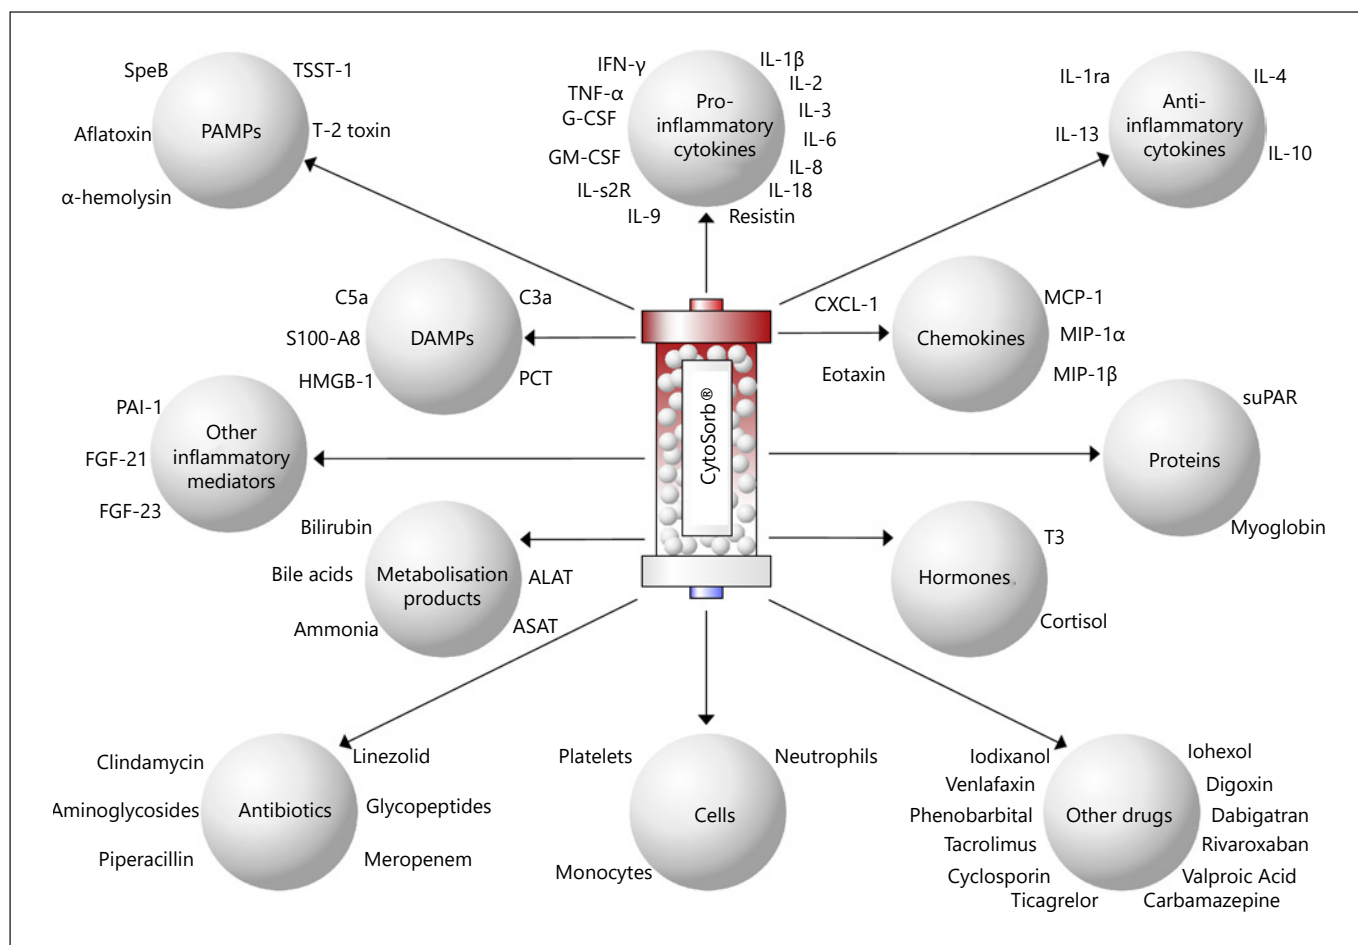 SpeB
TSST-1
Aflatoxin
PAMPs
T-2 toxin
α-hemolysin
IFN-γ
IL-1β
TNF-α
IL-2
G-CSF
Pro-
inflammatory
cytokines
IL-3
IL-6
GM-CSF
IL-8
IL-s2R
IL-18
IL-9
Resistin
IL-1ra
IL-4
Anti-
inflammatory
cytokines
IL-13
IL-10
C5a
C3a
S100-A8
DAMPs
HMGB-1
PCT
CXCL-1
MCP-1
Chemokines
MIP-1α
Eotaxin
MIP-1β
PAI-1
Other
inflammatory
mediators
FGF-21
FGF-23
CytoSorb®
suPAR
Proteins
Myoglobin
Bilirubin
Bile acids
Metabolisation
products
ALAT
Ammonia
ASAT
T3
Hormones
Cortisol
Clindamycin
Linezolid
Aminoglycosides
Antibiotics
Glycopeptides
Piperacillin
Meropenem
Platelets
Neutrophils
Cells
Monocytes
Iodixanol
Iohexol
Venlafaxin
Digoxin
Phenobarbital
Other drugs
Dabigatran
Tacrolimus
Rivaroxaban
Cyclosporin
Valproic Acid
Ticagrelor
Carbamazepine